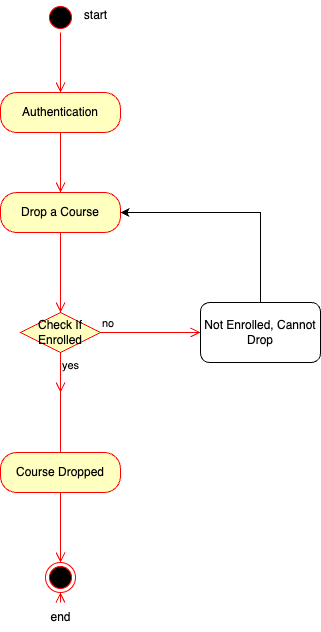 start
Authentication
Drop a Course
Check If
Enrolled
no
Not Enrolled, Cannot
Drop
yes
Course Dropped
end